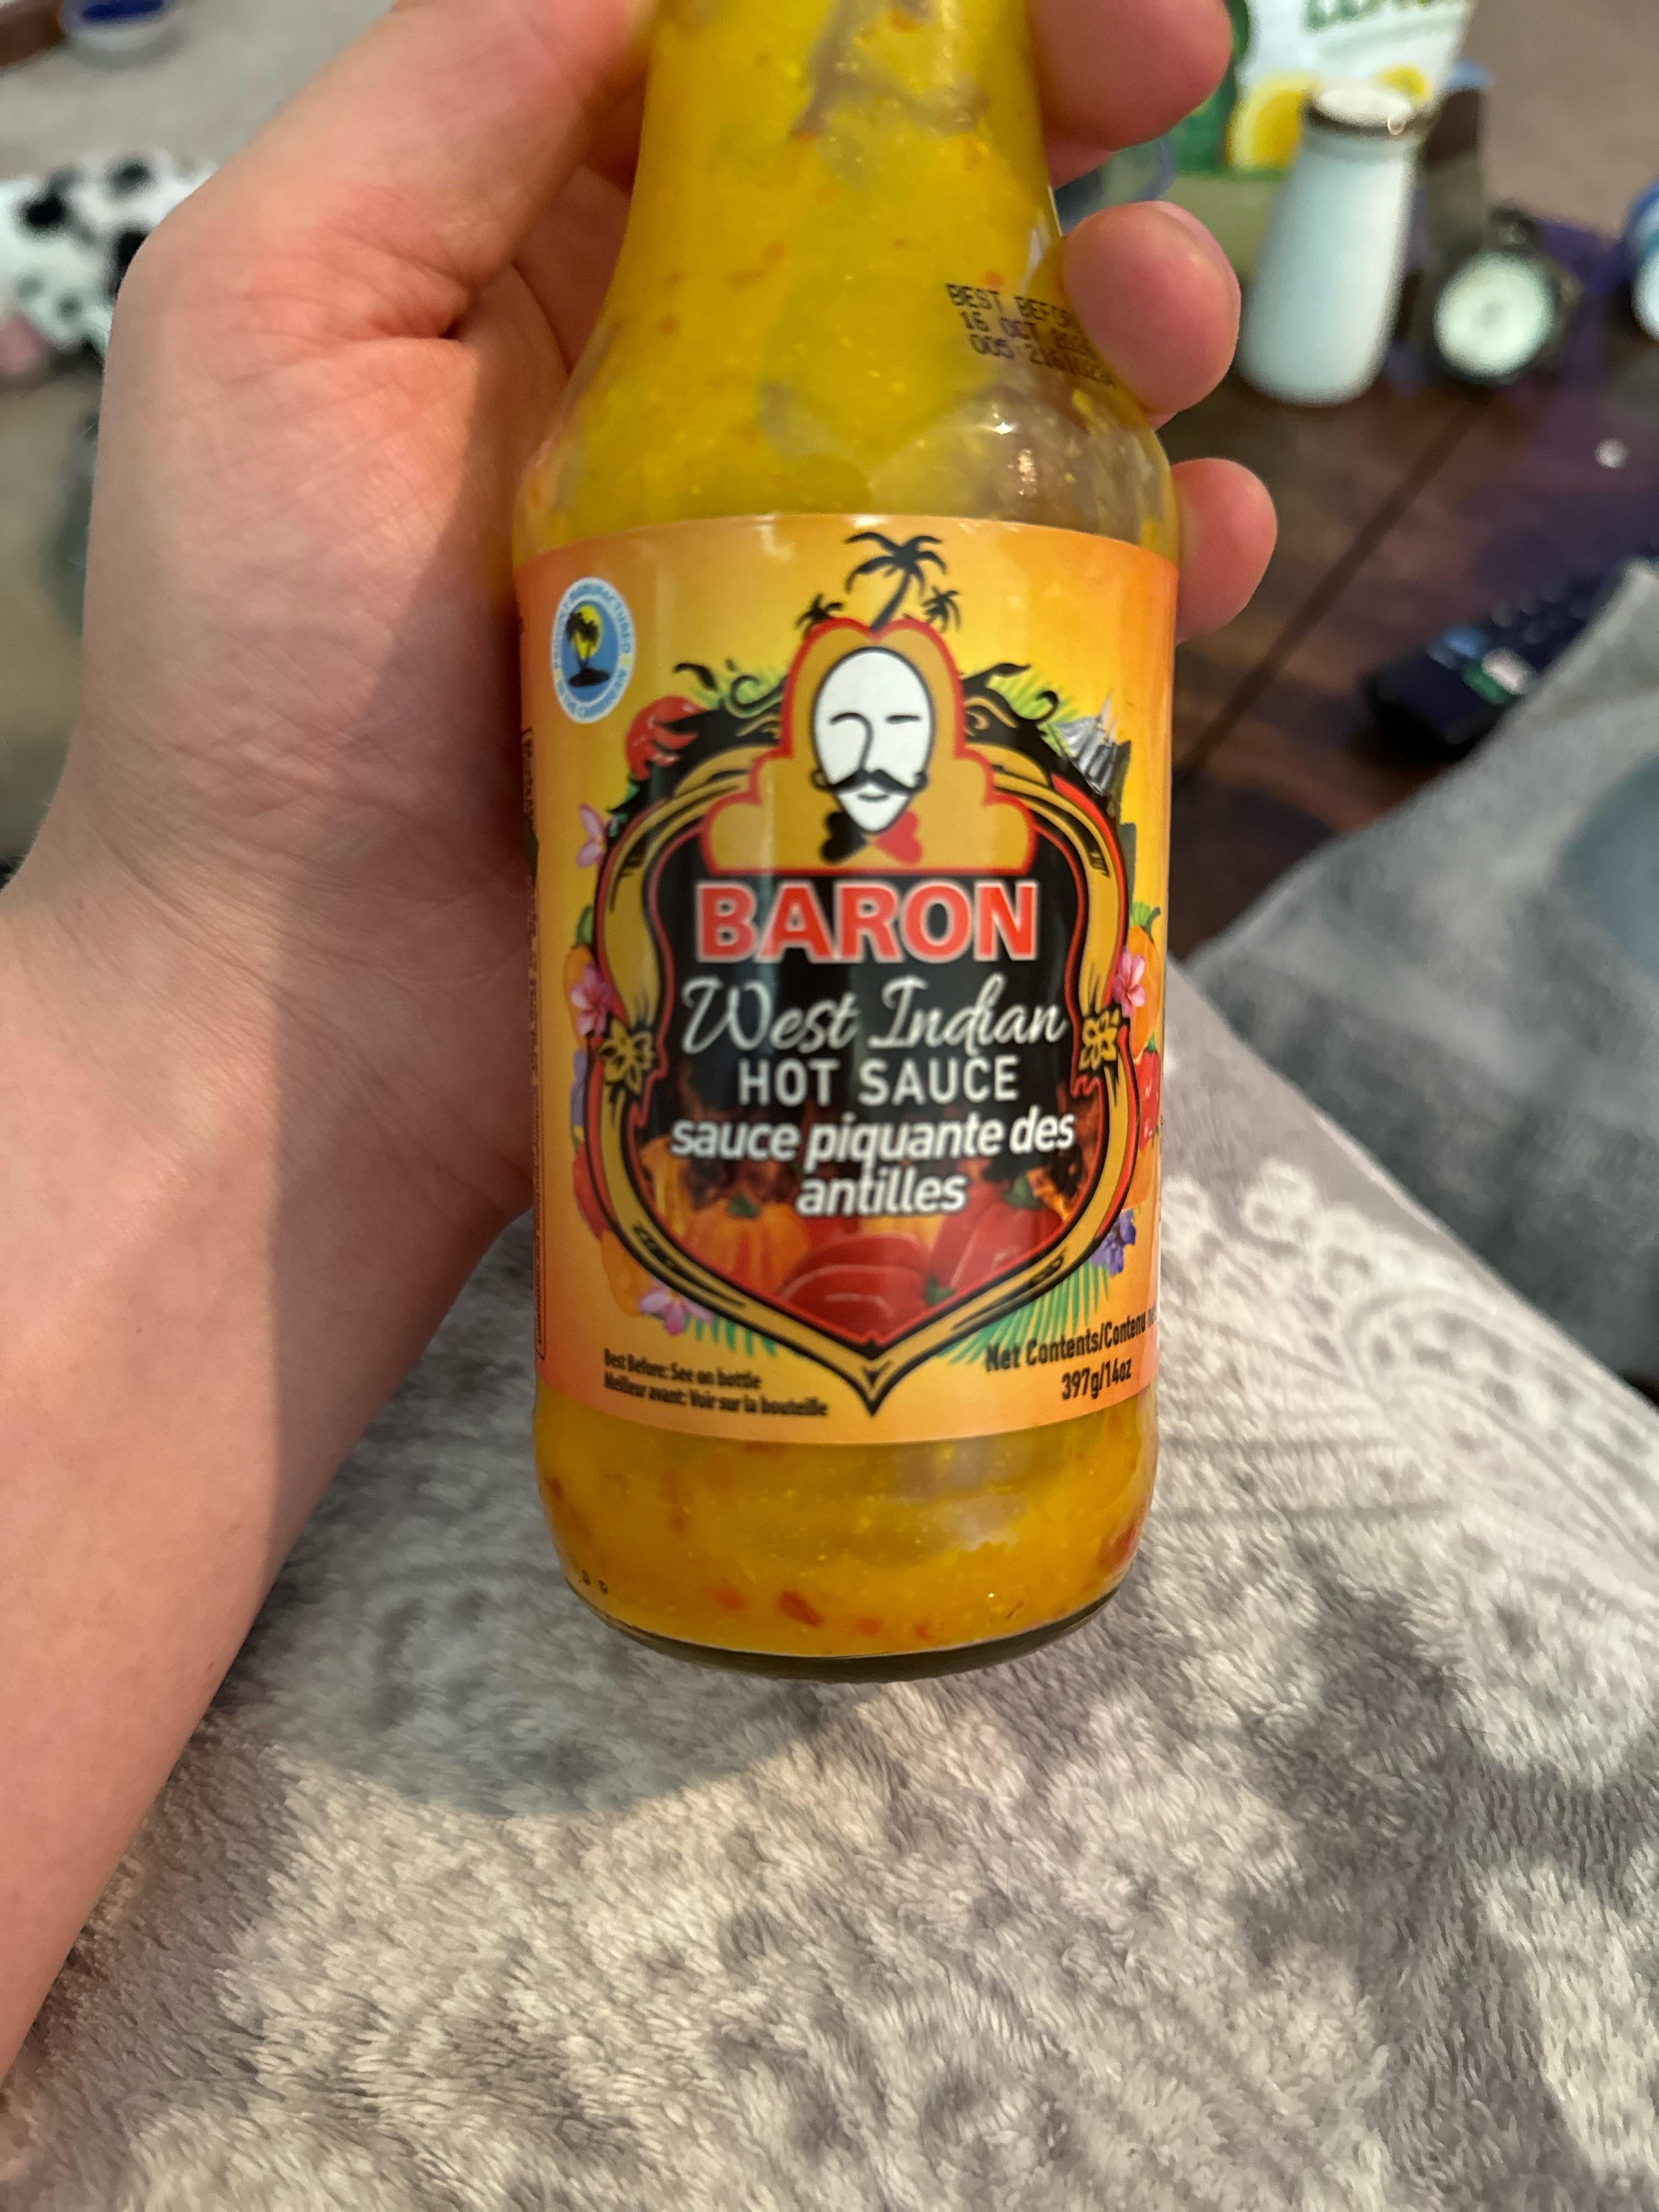 BEST BEFOR
16 OCT
BARON
West Indian
HOT SAUCE
sauce piquante des
antilles
Best Before: See on bottle
Meilleur avant: Voir sur la bouteille
Net Contents/Contenu
397g/14oz